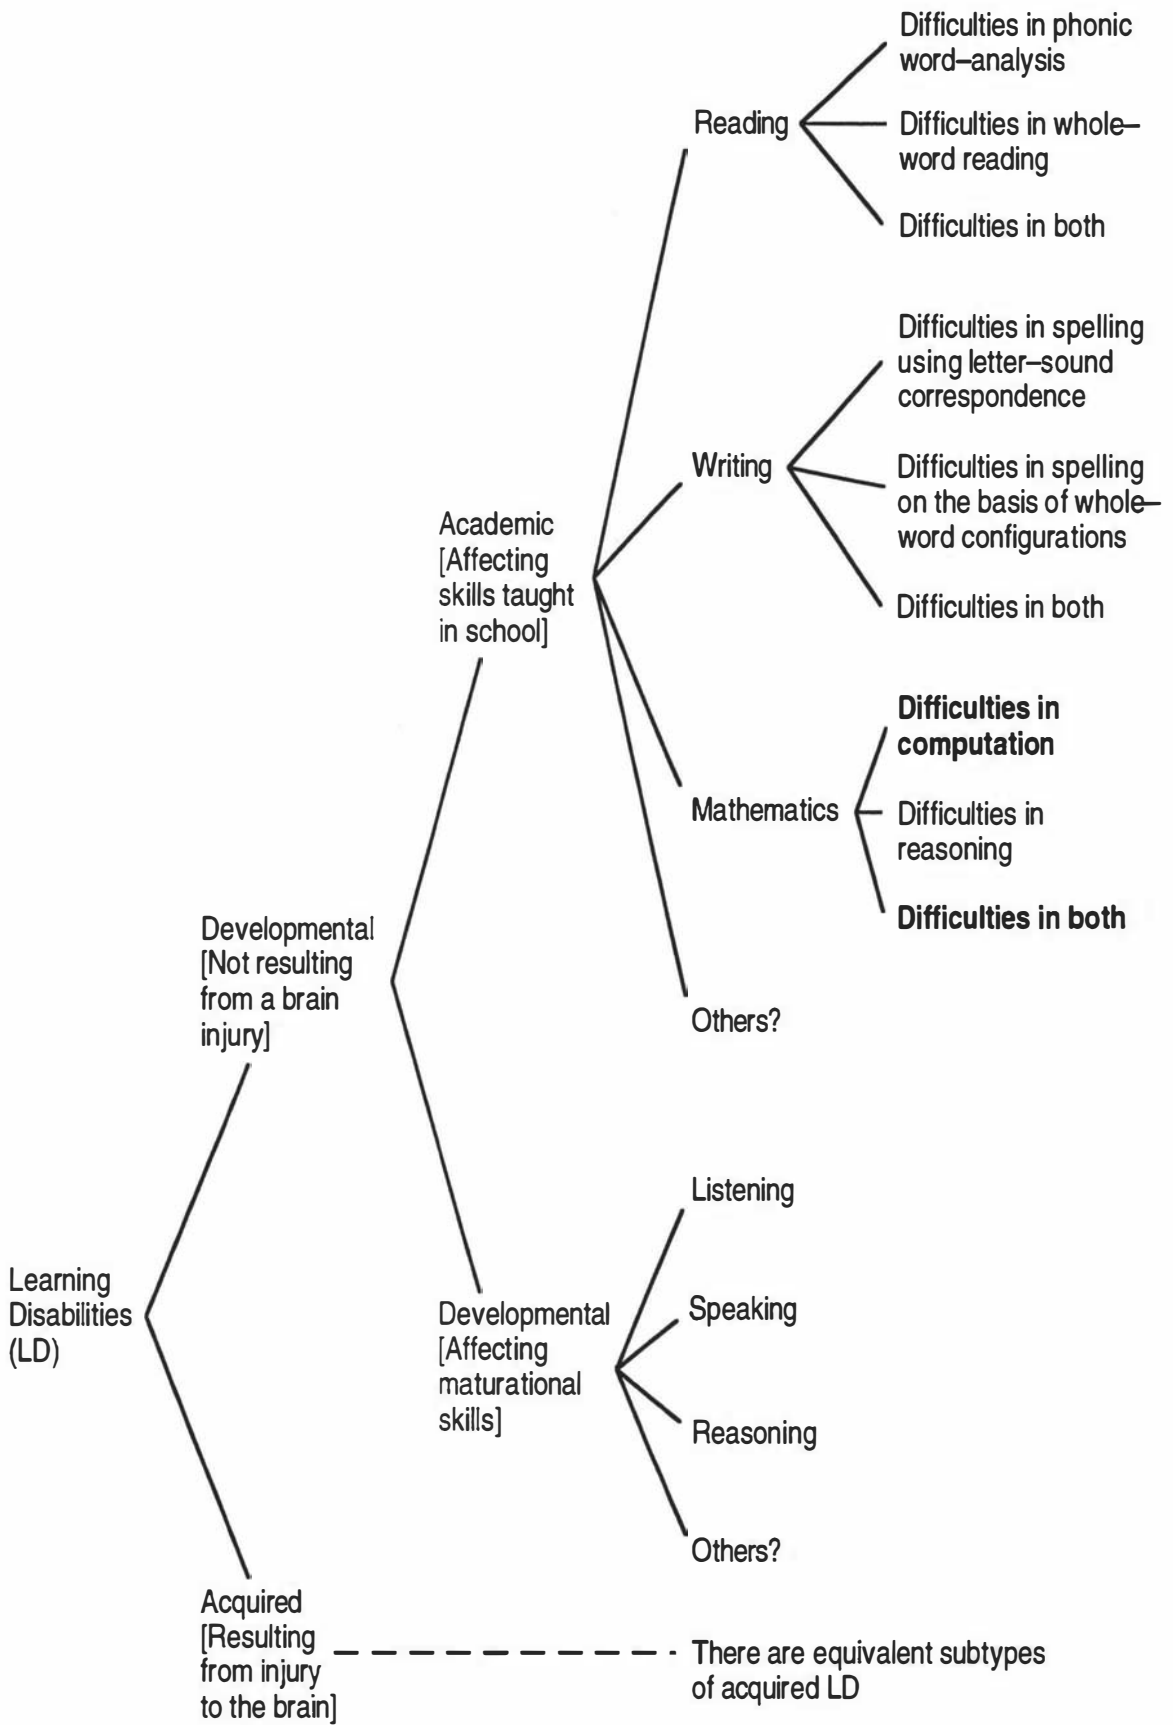 Difficulties in phonic
word–analysis
Reading
Difficulties in whole–
word reading
Difficulties in both
Difficulties in spelling
using letter–sound
correspondence
Writing
Difficulties in spelling
on the basis of whole–
word configurations
Difficulties in both
Academic
[Affecting
skills taught
in school]
Difficulties in
computation
Mathematics
Difficulties in
reasoning
Difficulties in both
Others?
Developmental
[Not resulting
from a brain
injury]
Learning
Disabilities
(LD)
Developmental
[Affecting
maturational
skills]
Listening
Speaking
Reasoning
Others?
Acquired
[Resulting
from injury
to the brain]
There are equivalent subtypes
of acquired LD